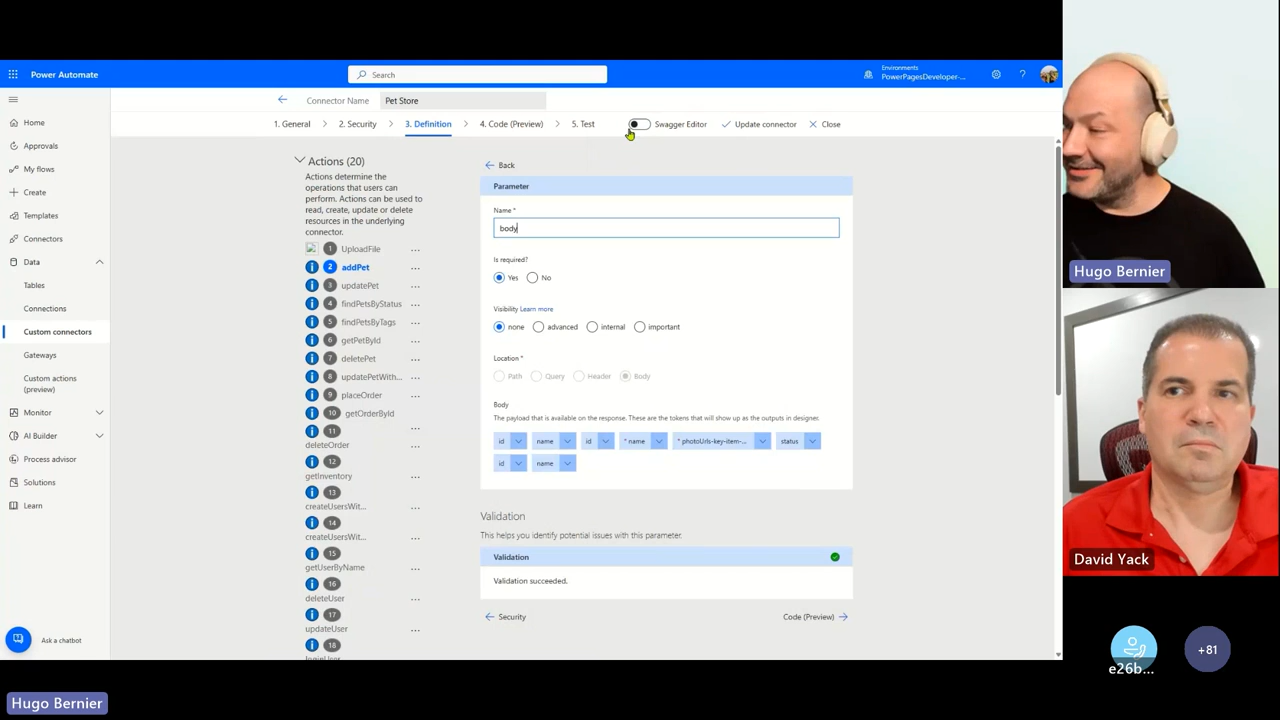 Power Automate
Search
Environments
PowerPagesDeveloper-...
?
Connector Name
Pet Store
1. General
2. Security
3. Definition
4. Code (Preview)
5. Test
Swagger Editor
Update connector
Close
Home
Approvals
My flows
Create
Templates
Connectors
Data
Tables
Connections
Custom connectors
Gateways
Custom actions
(preview)
Monitor
AI Builder
Process advisor
Solutions
Learn
Ask a chatbot
Actions (20)
Actions determine the
operations that users can
perform. Actions can be used to
read, create, update or delete
resources in the underlying
connector.
1 UploadFile ...
2 addPet ...
3 updatePet ...
4 findPetsByStatus ...
5 findPetsByTags ...
6 getPetById ...
7 deletePet ...
8 updatePetWith... ...
9 placeOrder ...
10 getOrderById ...
11 ...
deleteOrder
12 ...
getInventory
13 ...
createUsersWit...
14 ...
createUsersWit...
15 ...
getUserByName
16 ...
deleteUser
17 ...
updateUser
18 ...
loginUser
Back
Parameter
Name *
body
Is required?
Yes No
Visibility Learn more
none advanced internal important
Location *
Path Query Header Body
Body
The payload that is available on the response. These are the tokens that will show up as the outputs in designer.
id name id * name * photoUrls-key-item-... status
id name
Validation
This helps you identify potential issues with this parameter.
Validation
Validation succeeded.
Security
Code (Preview)
Hugo Bernier
David Yack
e26b...
+81
Hugo Bernier